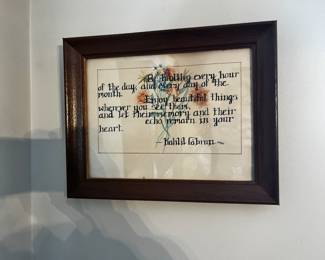 Be healthy every hour
of the day, and every day of the
month.
Enjoy beautiful things
wherever you see them,
and let their memory and their
echo remain in your
heart.
- Kahlil Gibran -